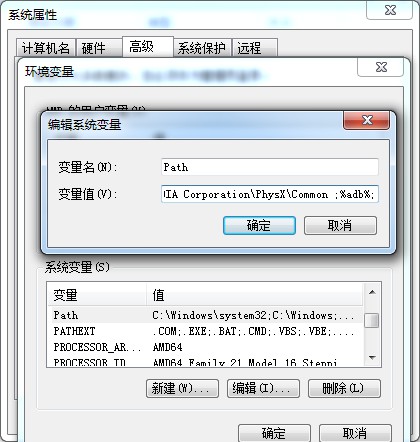 系统属性
计算机名 硬件 高级 系统保护 远程
环境变量
的用户变量(U)
编辑系统变量
变量名(N): Path
变量值(V): IA Corporation\PhysX\Common ;%adb%;
确定 取消
系统变量(S)
变量 值
Path C:\Windows\system32;C:\Windows;...
PATHEXT .COM;.EXE;.BAT;.CMD;.VBS;.VBE;....
PROCESSOR_AR... AMD64
PROCESSOR_ID AMD64 Family 21 Model 16 Steppi
新建(W)... 编辑(I)... 删除(L)
确定 取消